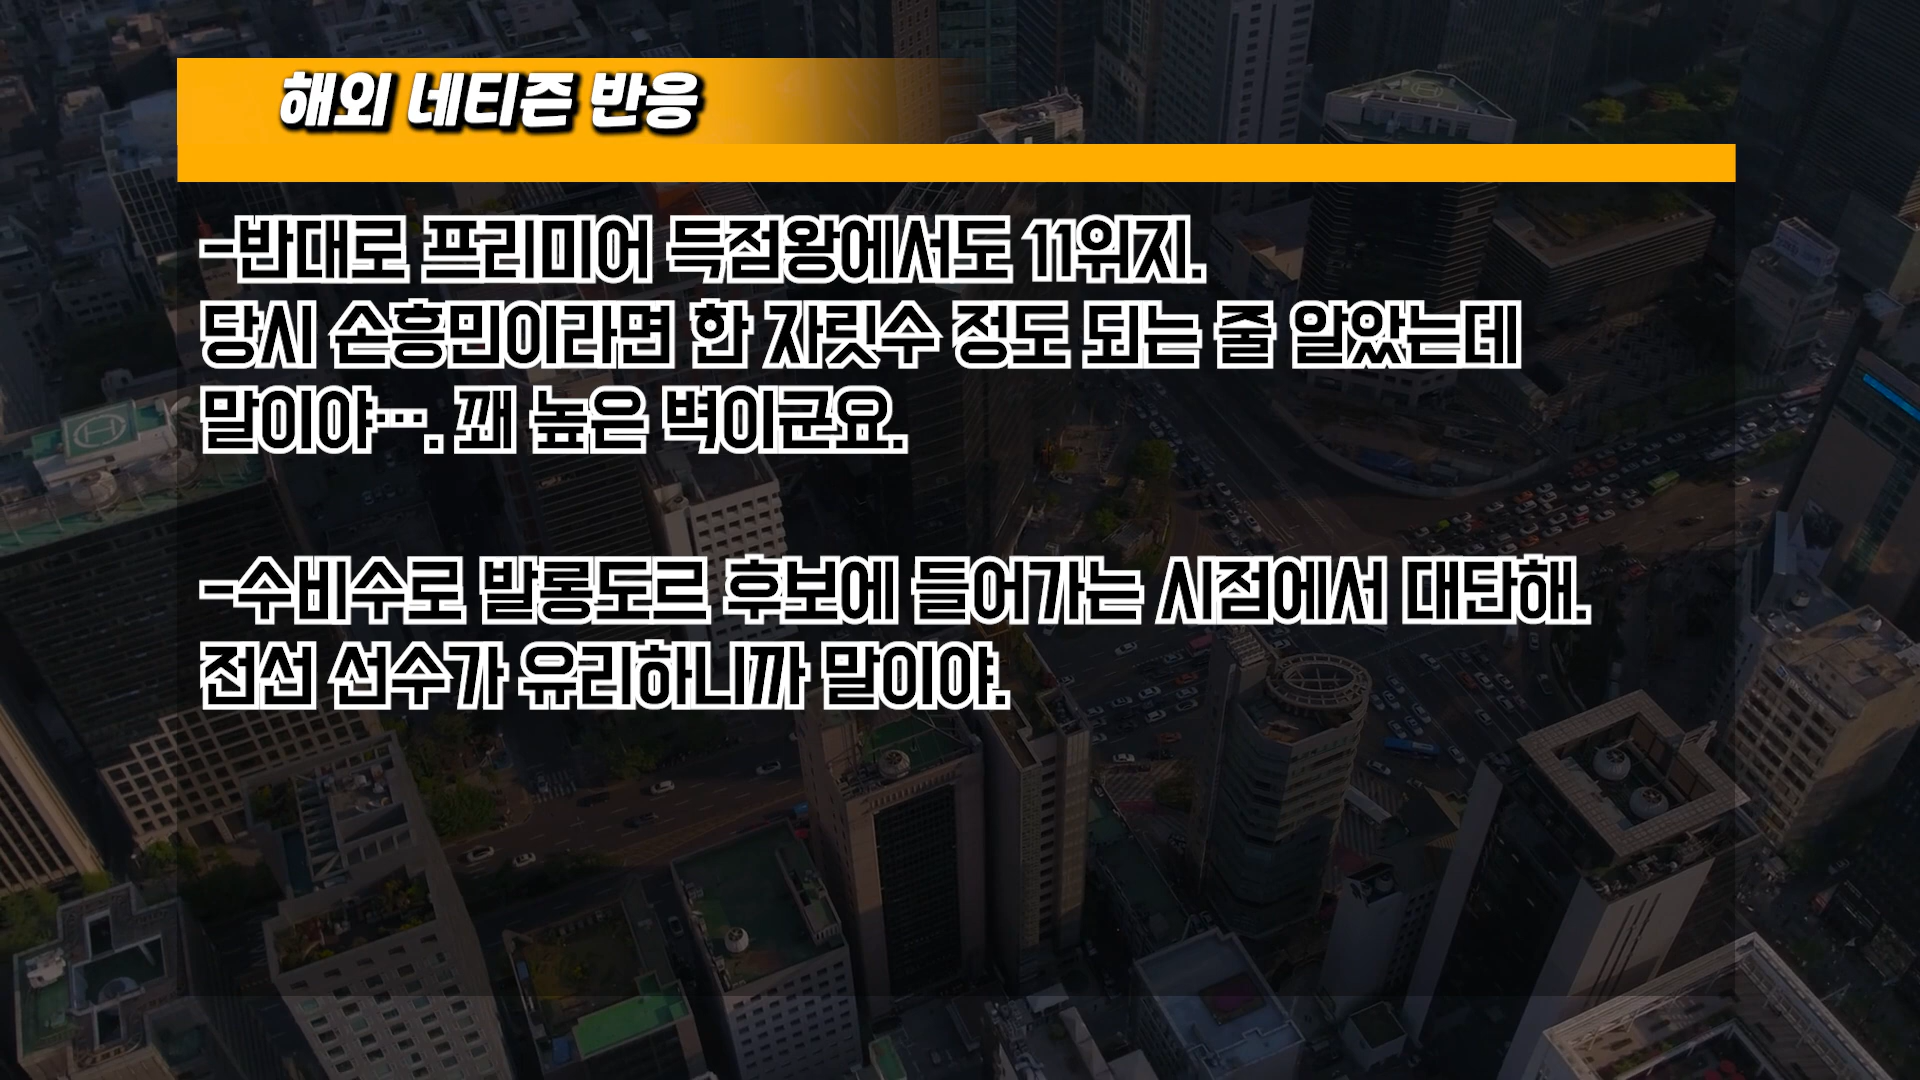 해외 네티즌 반응
-반대로 프리미어 득점왕에서도 11위지.
당시 손흥민이라면 한 자릿수 정도 되는 줄 알았는데
말이야…. 꽤 높은 벽이군요.
-수비수로 발롱도르 후보에 들어가는 시점에서 대단해.
전선 선수가 유리하니까 말이야.